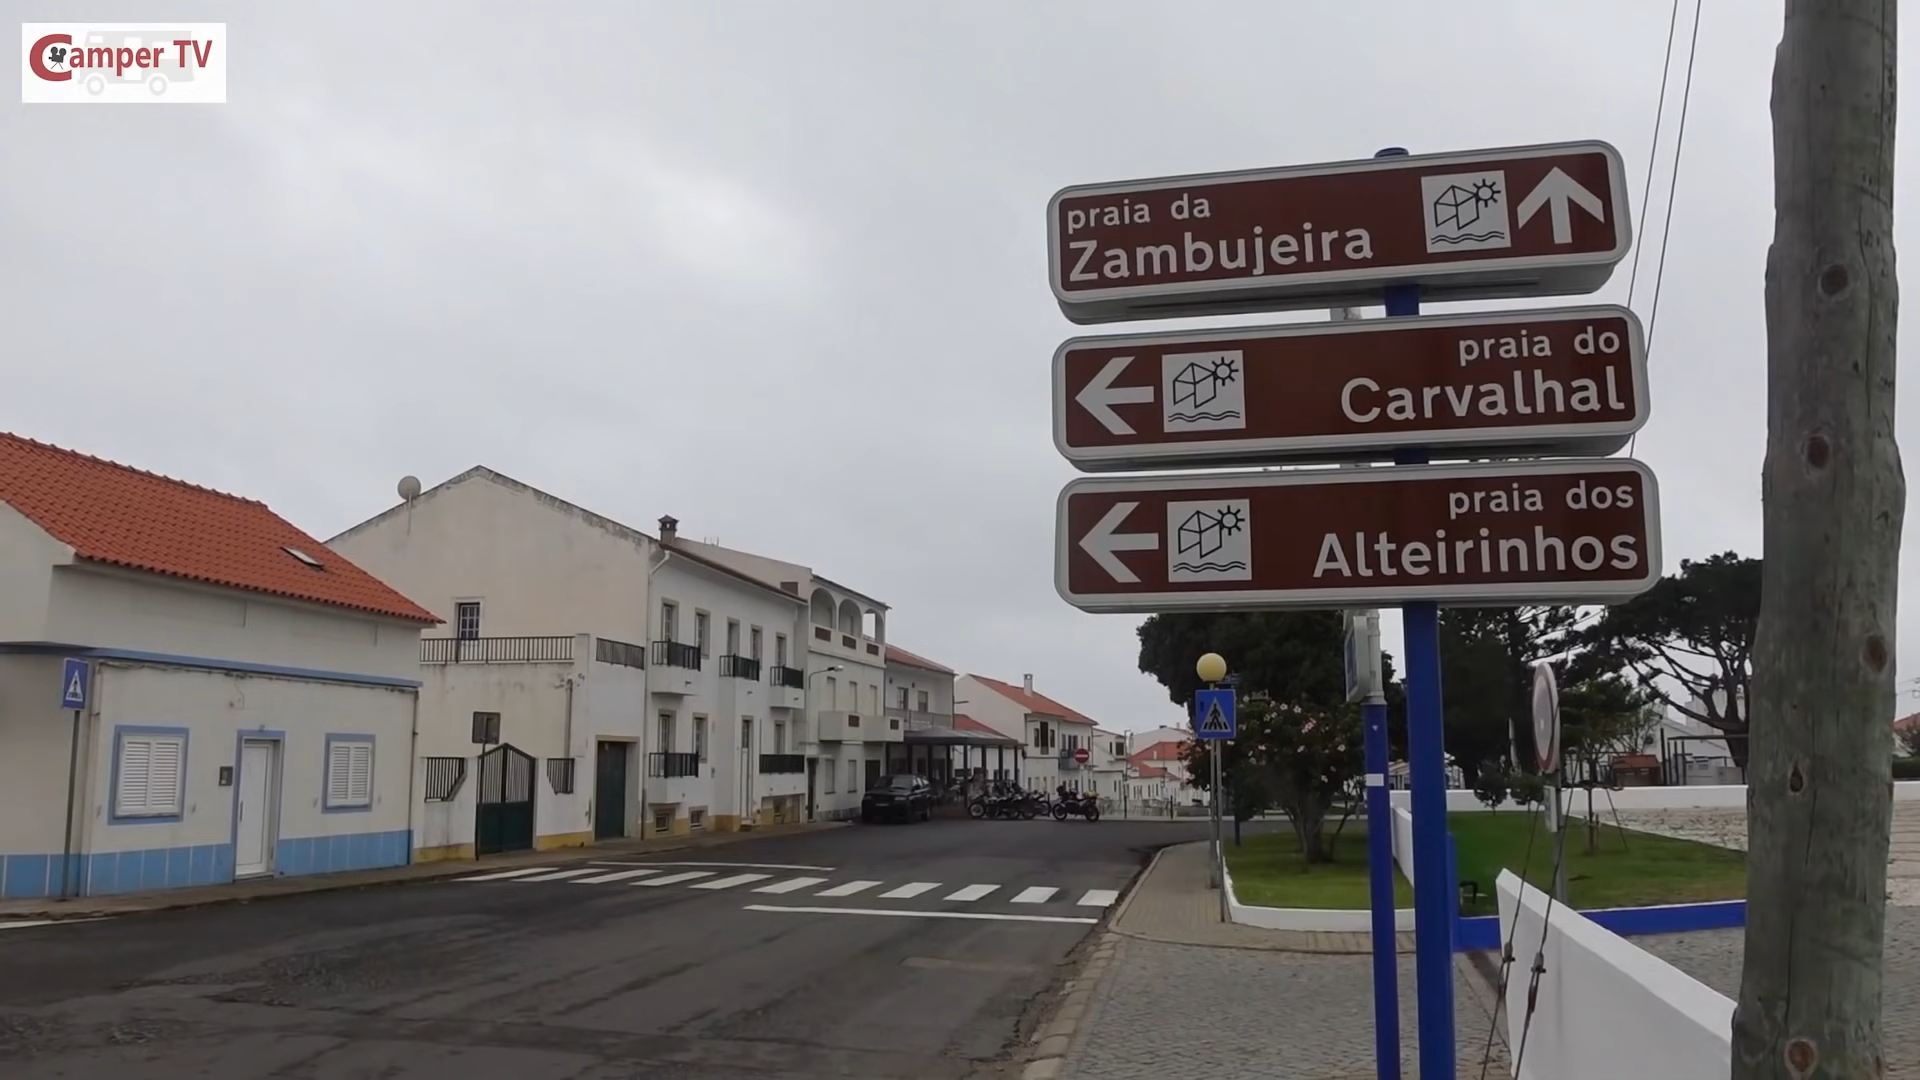 Camper TV
praia da
Zambujeira
praia do
Carvalhal
praia dos
Alteirinhos